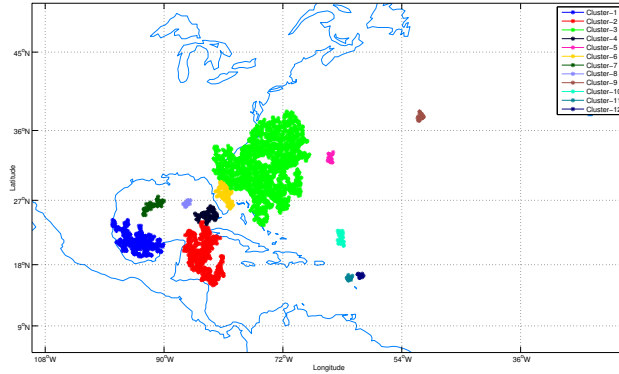 Cluster-1
Cluster-2
Cluster-3
Cluster-4
Cluster-5
Cluster-6
Cluster-7
Cluster-8
Cluster-9
Cluster-10
Cluster-11
Cluster-12
45°N
36°N
27°N
18°N
9°N
Latitude
108°W
90°W
72°W
54°W
36°W
Longitude